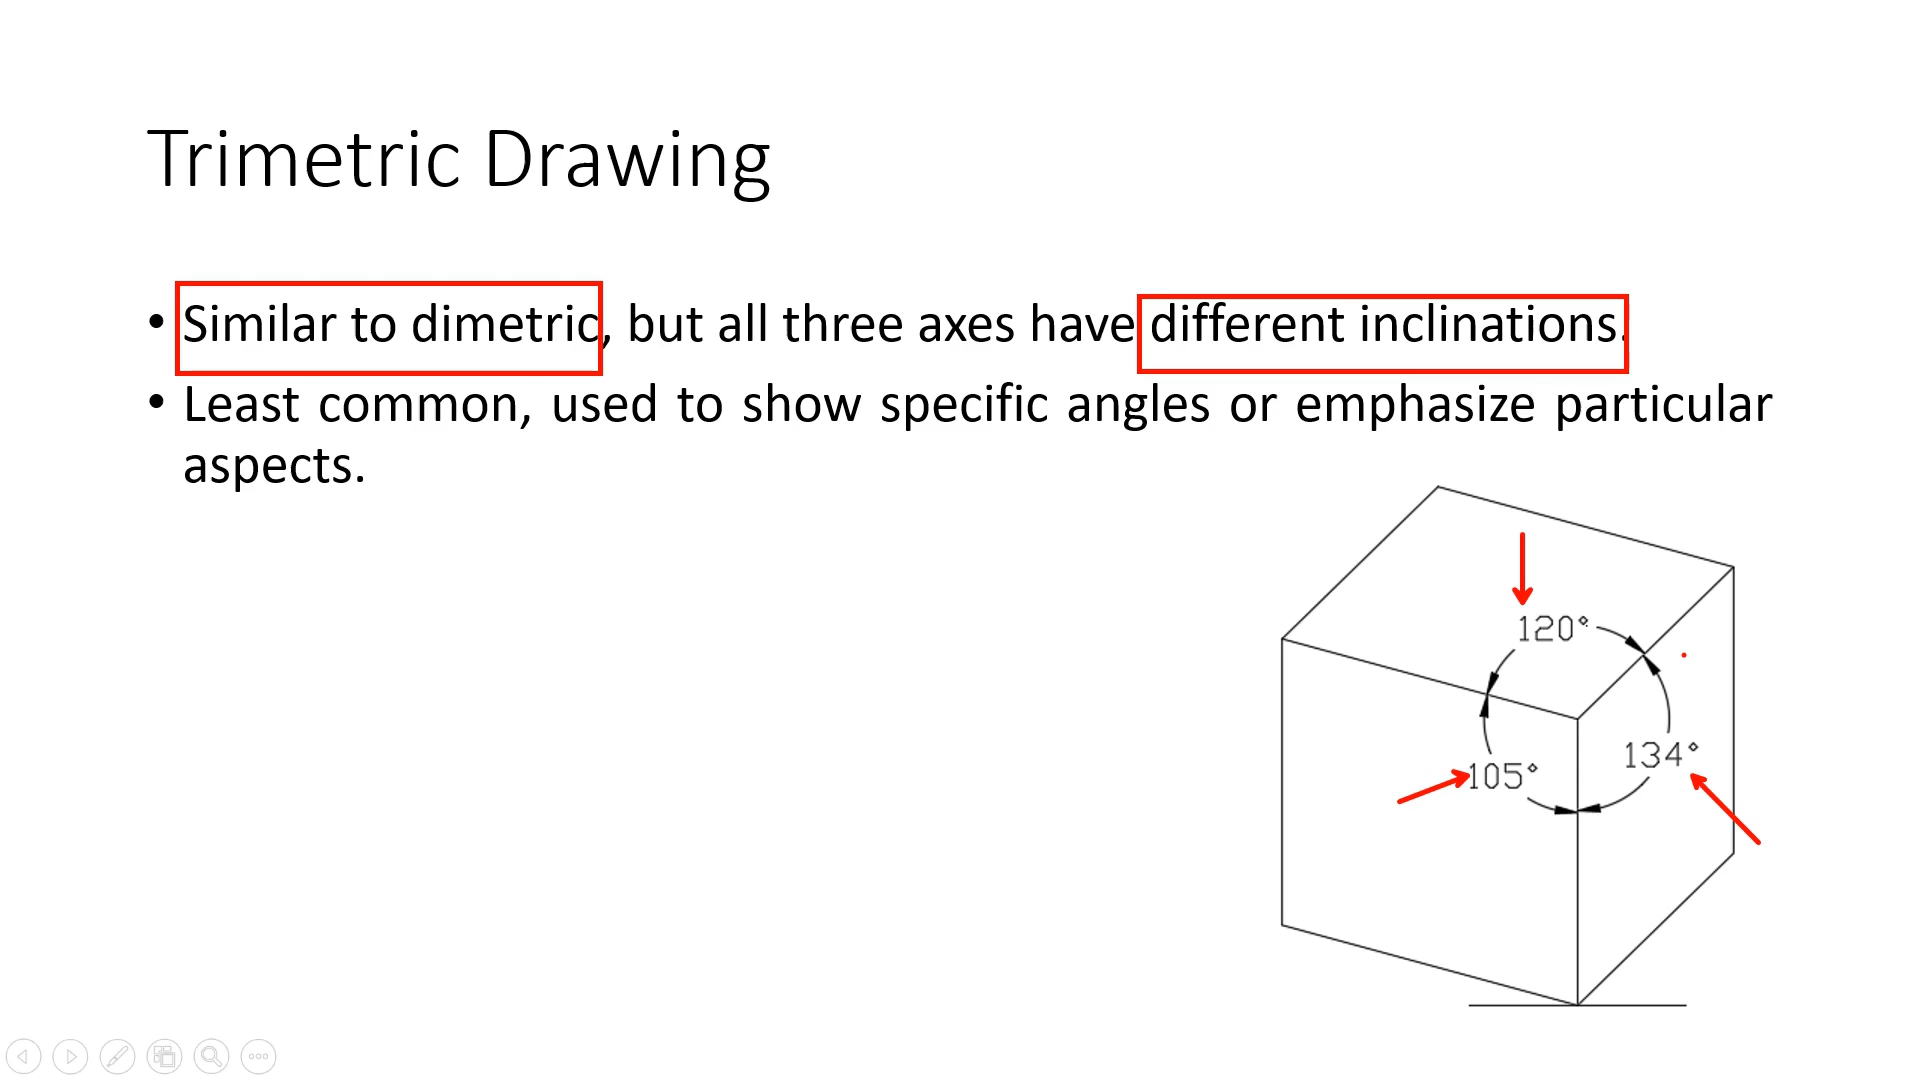 Trimetric Drawing
• Similar to dimetric, but all three axes have different inclinations.
• Least common, used to show specific angles or emphasize particular
aspects.
120°
134°
105°